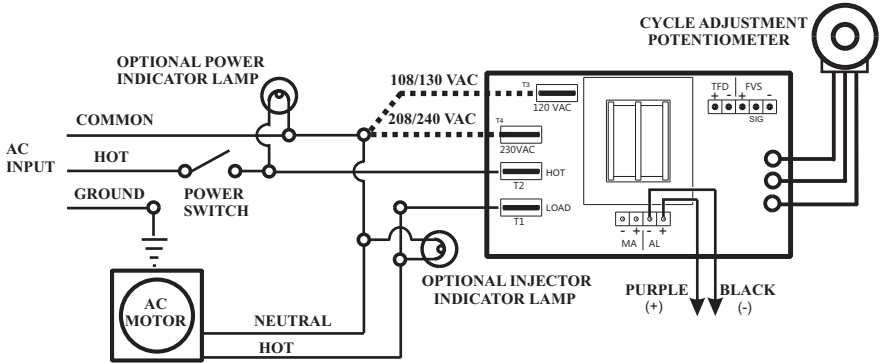 CYCLE ADJUSTMENT
POTENTIOMETER
OPTIONAL POWER
INDICATOR LAMP
108/130 VAC
T3
120 VAC
TFD
FVS
+ - + -
SIG
COMMON
208/240 VAC
T4
230VAC
AC
INPUT
HOT
POWER
SWITCH
HOT
T2
GROUND
LOAD
T1
- + - +
MA
AL
OPTIONAL INJECTOR
INDICATOR LAMP
PURPLE
(+)
BLACK
(-)
AC
MOTOR
NEUTRAL
HOT